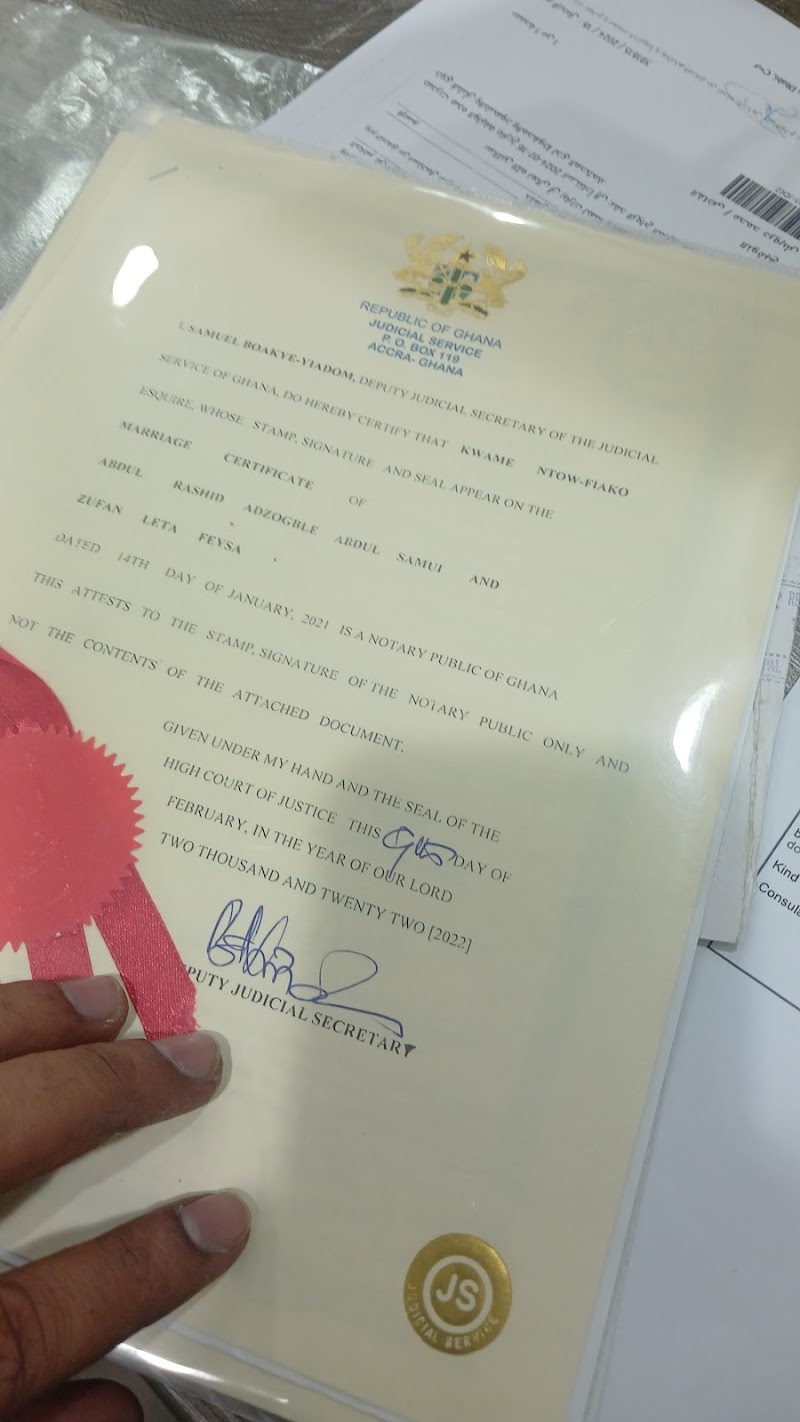 REPUBLIC OF GHANA
JUDICIAL SERVICE
P. O. BOX 119
ACCRA- GHANA
I, SAMUEL BOAKYE-YIADOM, DEPUTY JUDICIAL SECRETARY OF THE JUDICIAL
SERVICE OF GHANA, DO HEREBY CERTIFY THAT KWAME NTOW-FIAKO
ESQUIRE, WHOSE STAMP, SIGNATURE AND SEAL APPEAR ON THE
MARRIAGE CERTIFICATE OF
ABDUL RASHID ADZOGBLE ABDUL SAMUI AND
ZUFAN LETA FEYSA
DATED 14TH DAY OF JANUARY, 2021 IS A NOTARY PUBLIC OF GHANA
THIS ATTESTS TO THE STAMP, SIGNATURE OF THE NOTARY PUBLIC ONLY AND
NOT THE CONTENTS OF THE ATTACHED DOCUMENT.
GIVEN UNDER MY HAND AND THE SEAL OF THE
HIGH COURT OF JUSTICE THIS DAY OF
FEBRUARY, IN THE YEAR OF OUR LORD
TWO THOUSAND AND TWENTY TWO [2022]
DEPUTY JUDICIAL SECRETARY
JS
JUDICIAL SERVICE
Kind